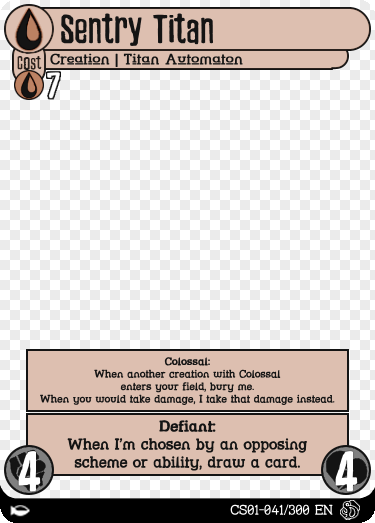 Sentry Titan
Cost
Creation | Titan Automaton
7
Colossal:
When another creation with Colossal
enters your field, bury me.
When you would take damage, I take that damage instead.
Defiant:
When I'm chosen by an opposing
scheme or ability, draw a card.
4
4
CS01-041/300 EN